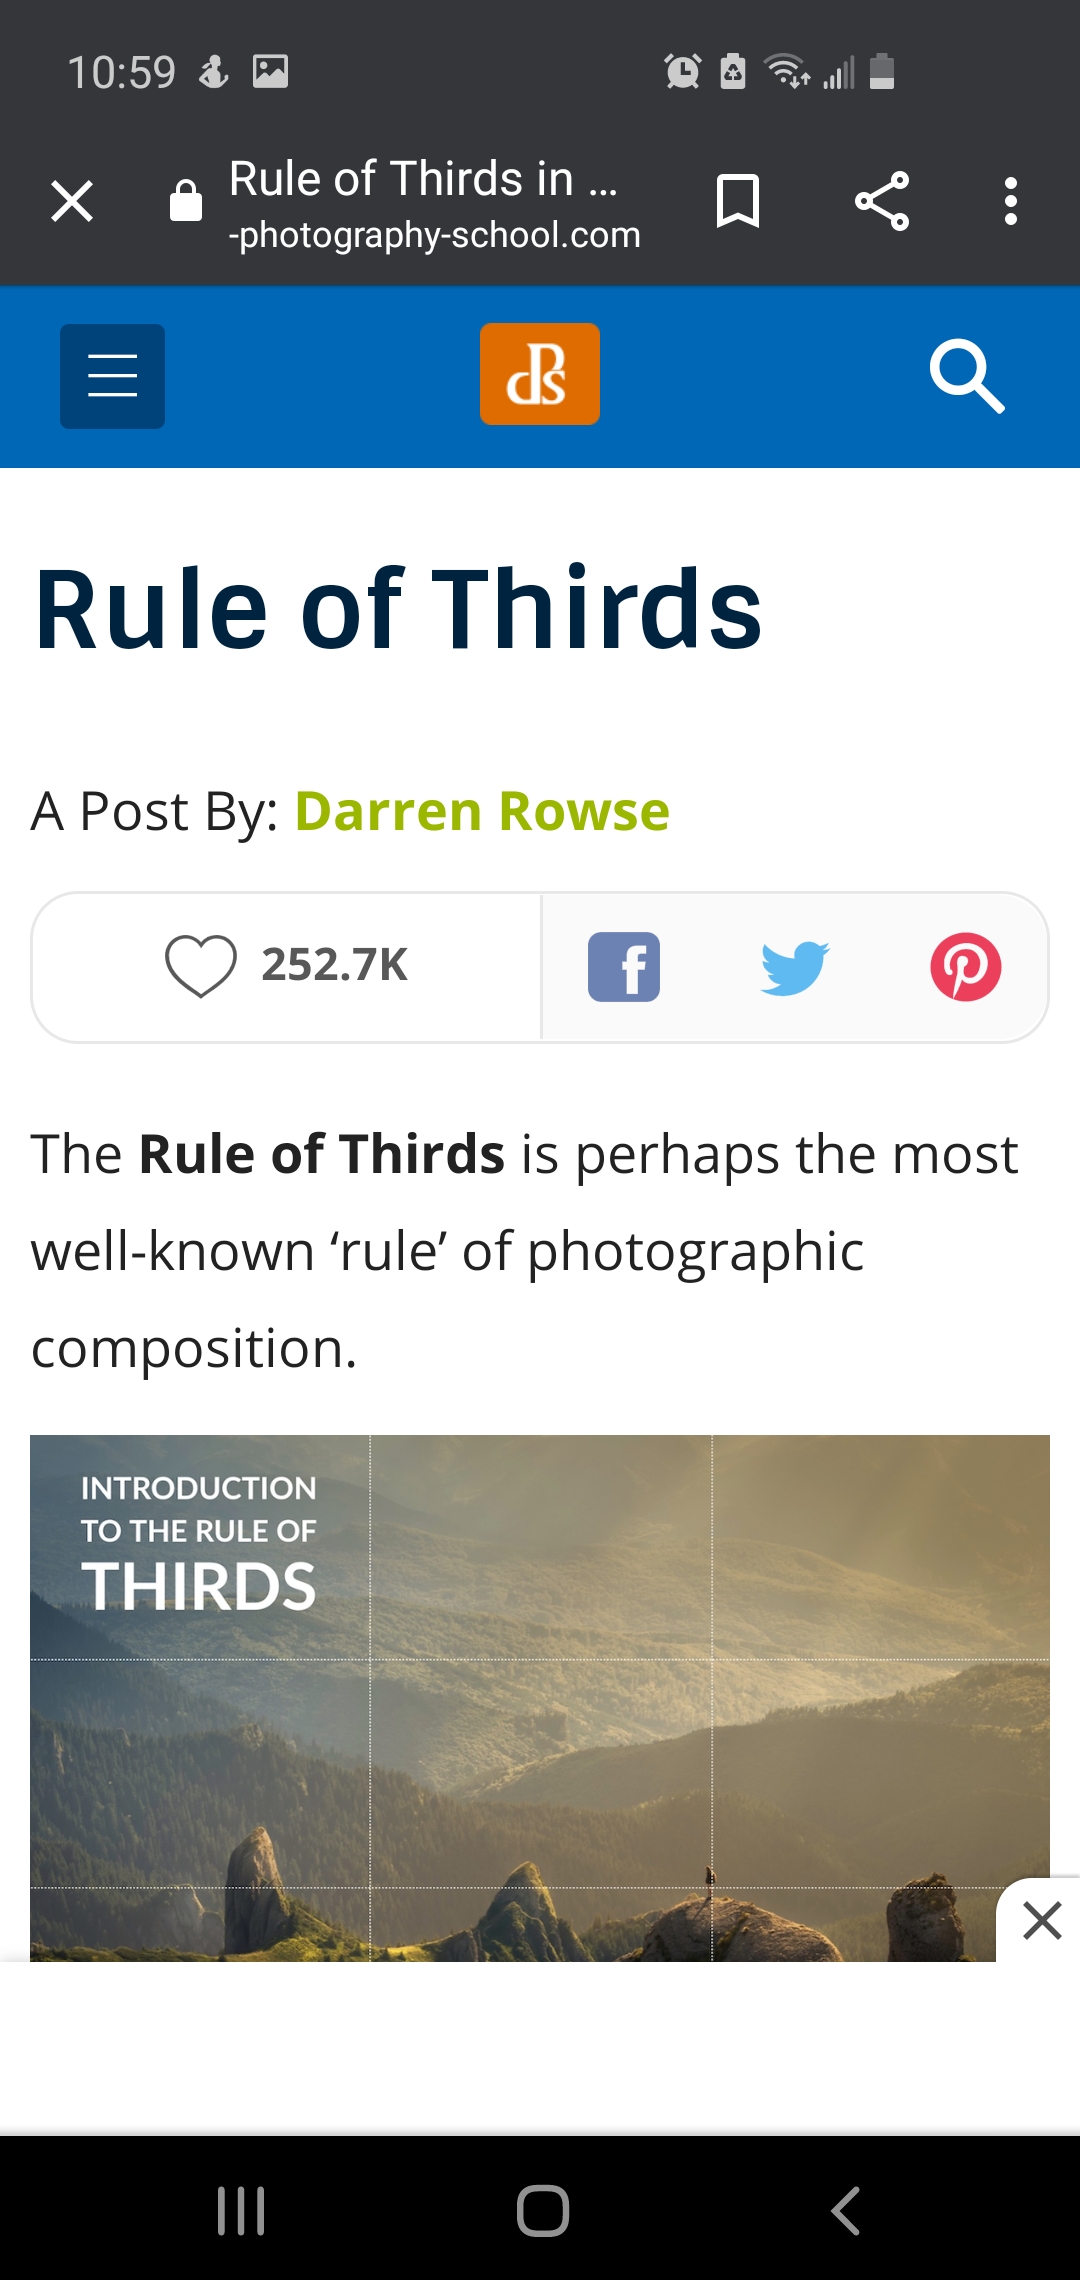 10:59
Rule of Thirds in ...
-photography-school.com
dPs
Rule of Thirds
A Post By: Darren Rowse
252.7K
The Rule of Thirds is perhaps the most
well-known ‘rule’ of photographic
composition.
INTRODUCTION
TO THE RULE OF
THIRDS